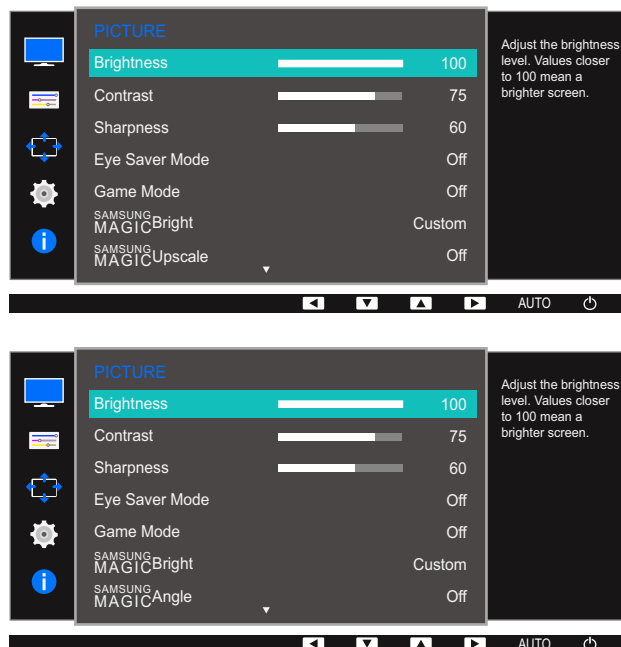 PICTURE
Brightness 100
Contrast 75
Sharpness 60
Eye Saver Mode Off
Game Mode Off
SAMSUNG MAGIC Bright Custom
SAMSUNG MAGIC Upscale Off
Adjust the brightness
level. Values closer
to 100 mean a
brighter screen.
AUTO
PICTURE
Brightness 100
Contrast 75
Sharpness 60
Eye Saver Mode Off
Game Mode Off
SAMSUNG MAGIC Bright Custom
SAMSUNG MAGIC Angle Off
Adjust the brightness
level. Values closer
to 100 mean a
brighter screen.
AUTO